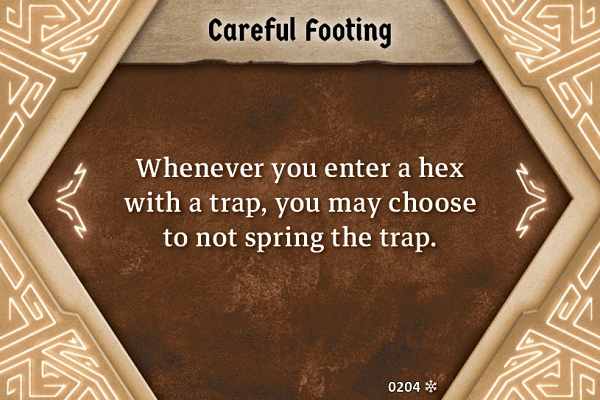 Careful Footing
Whenever you enter a hex
with a trap, you may choose
to not spring the trap.
0204